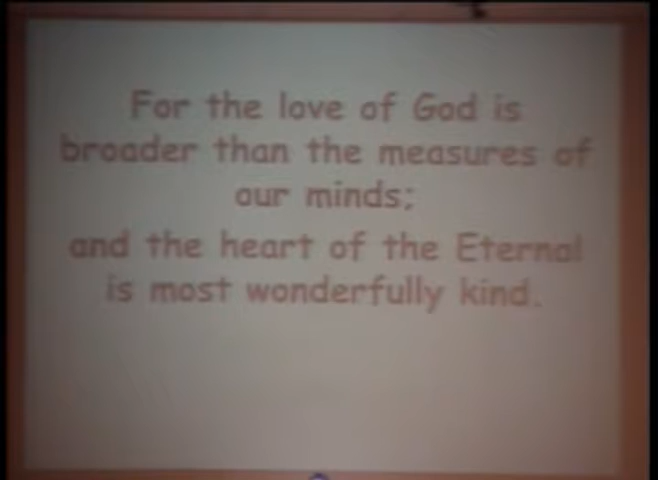 For the love of God is
broader than the measures of
our minds;
and the heart of the Eternal
is most wonderfully kind.